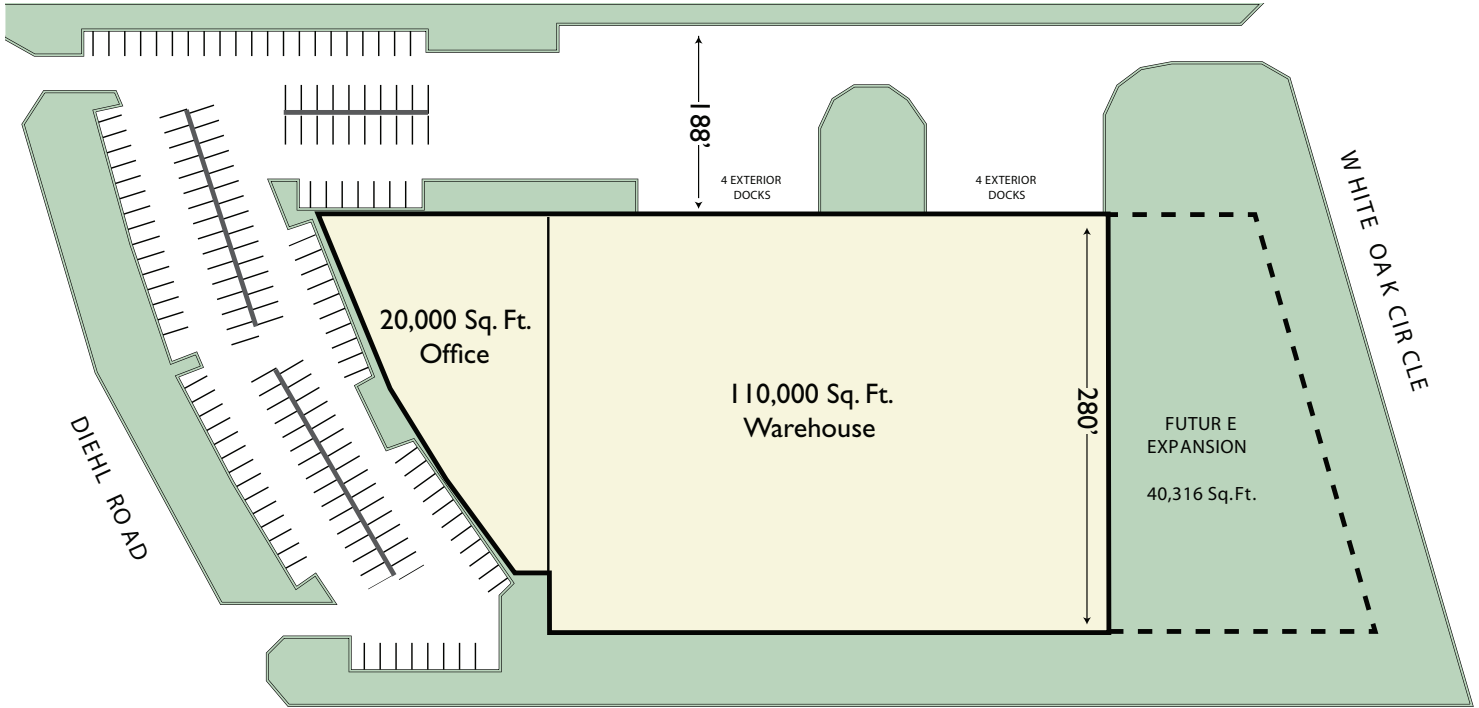 188'
4 EXTERIOR
DOCKS
4 EXTERIOR
DOCKS
WHITE OAK CIRCLE
20,000 Sq. Ft.
Office
110,000 Sq. Ft.
Warehouse
280'
FUTURE
EXPANSION
40,316 Sq.Ft.
DIEHL ROAD